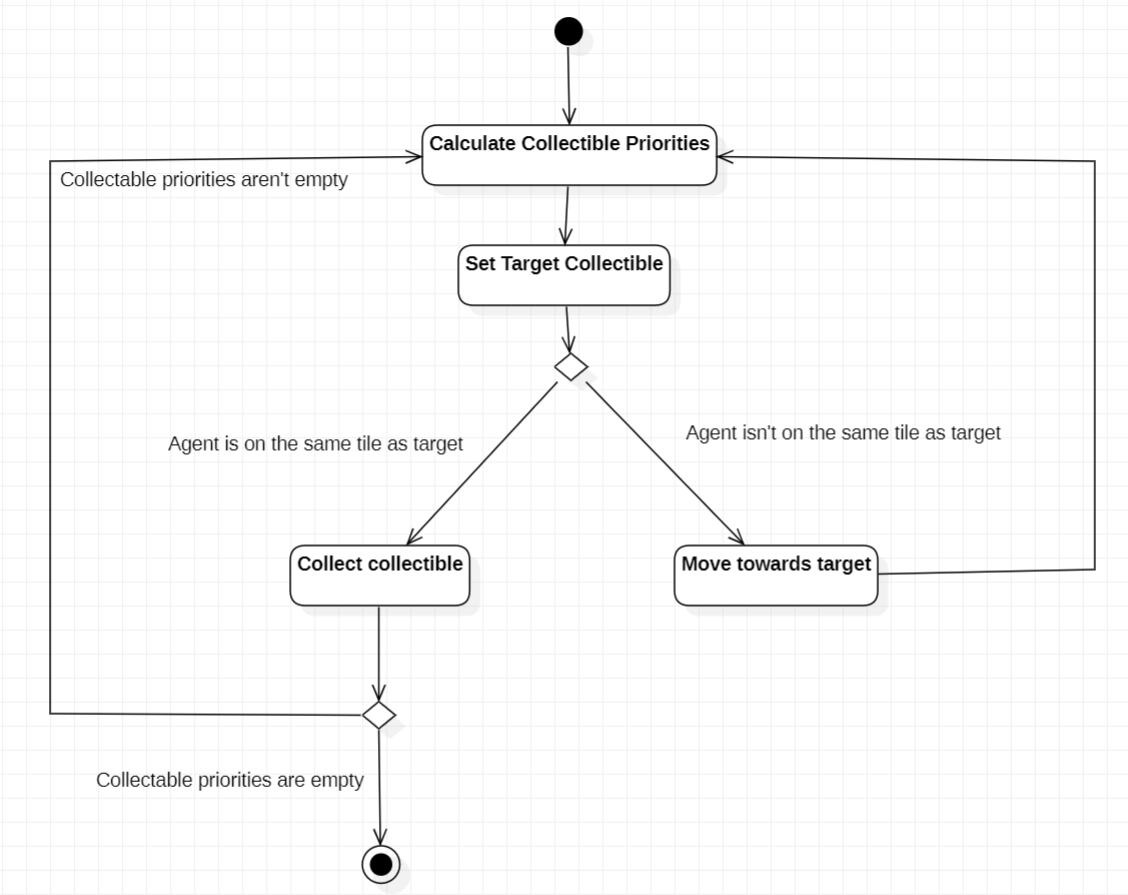 Calculate Collectible Priorities
Collectable priorities aren't empty
Set Target Collectible
Agent is on the same tile as target
Agent isn't on the same tile as target
Collect collectible
Move towards target
Collectable priorities are empty